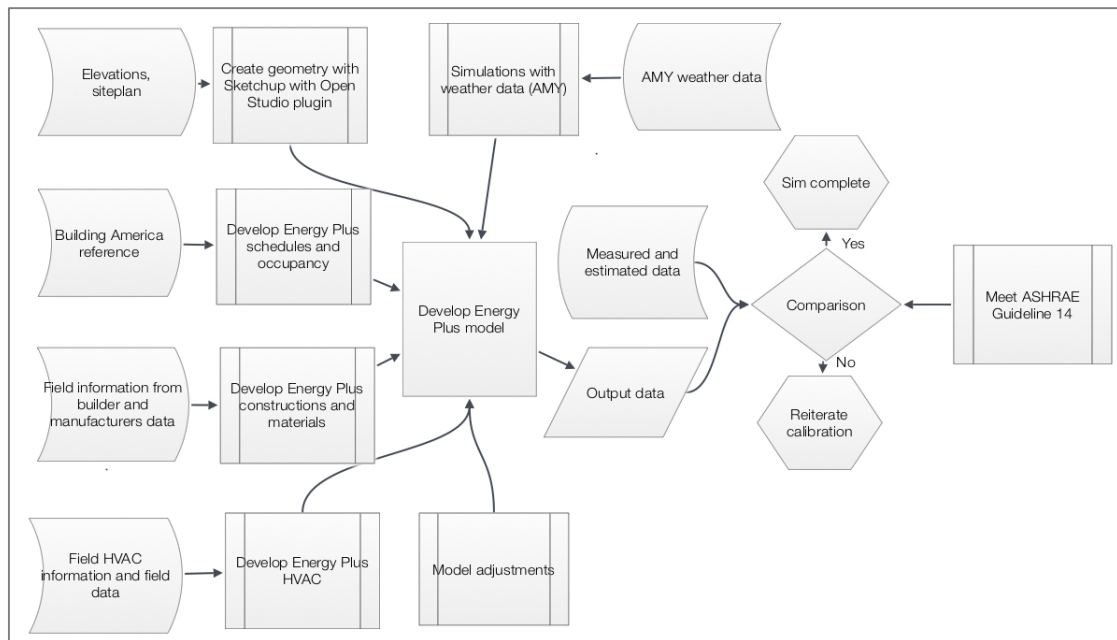 Elevations,
siteplan
Create geometry with
Sketchup with Open
Studio plugin
Simulations with
weather data (AMY)
AMY weather data
Sim complete
Building America
reference
Develop Energy Plus
schedules and
occupancy
Measured and
estimated data
Yes
Develop Energy
Plus model
Comparison
Meet ASHRAE
Guideline 14
No
Field information from
builder and
manufacturers data
Develop Energy Plus
constructions and
materials
Output data
Reiterate
calibration
Field HVAC
information and field
data
Develop Energy Plus
HVAC
Model adjustments